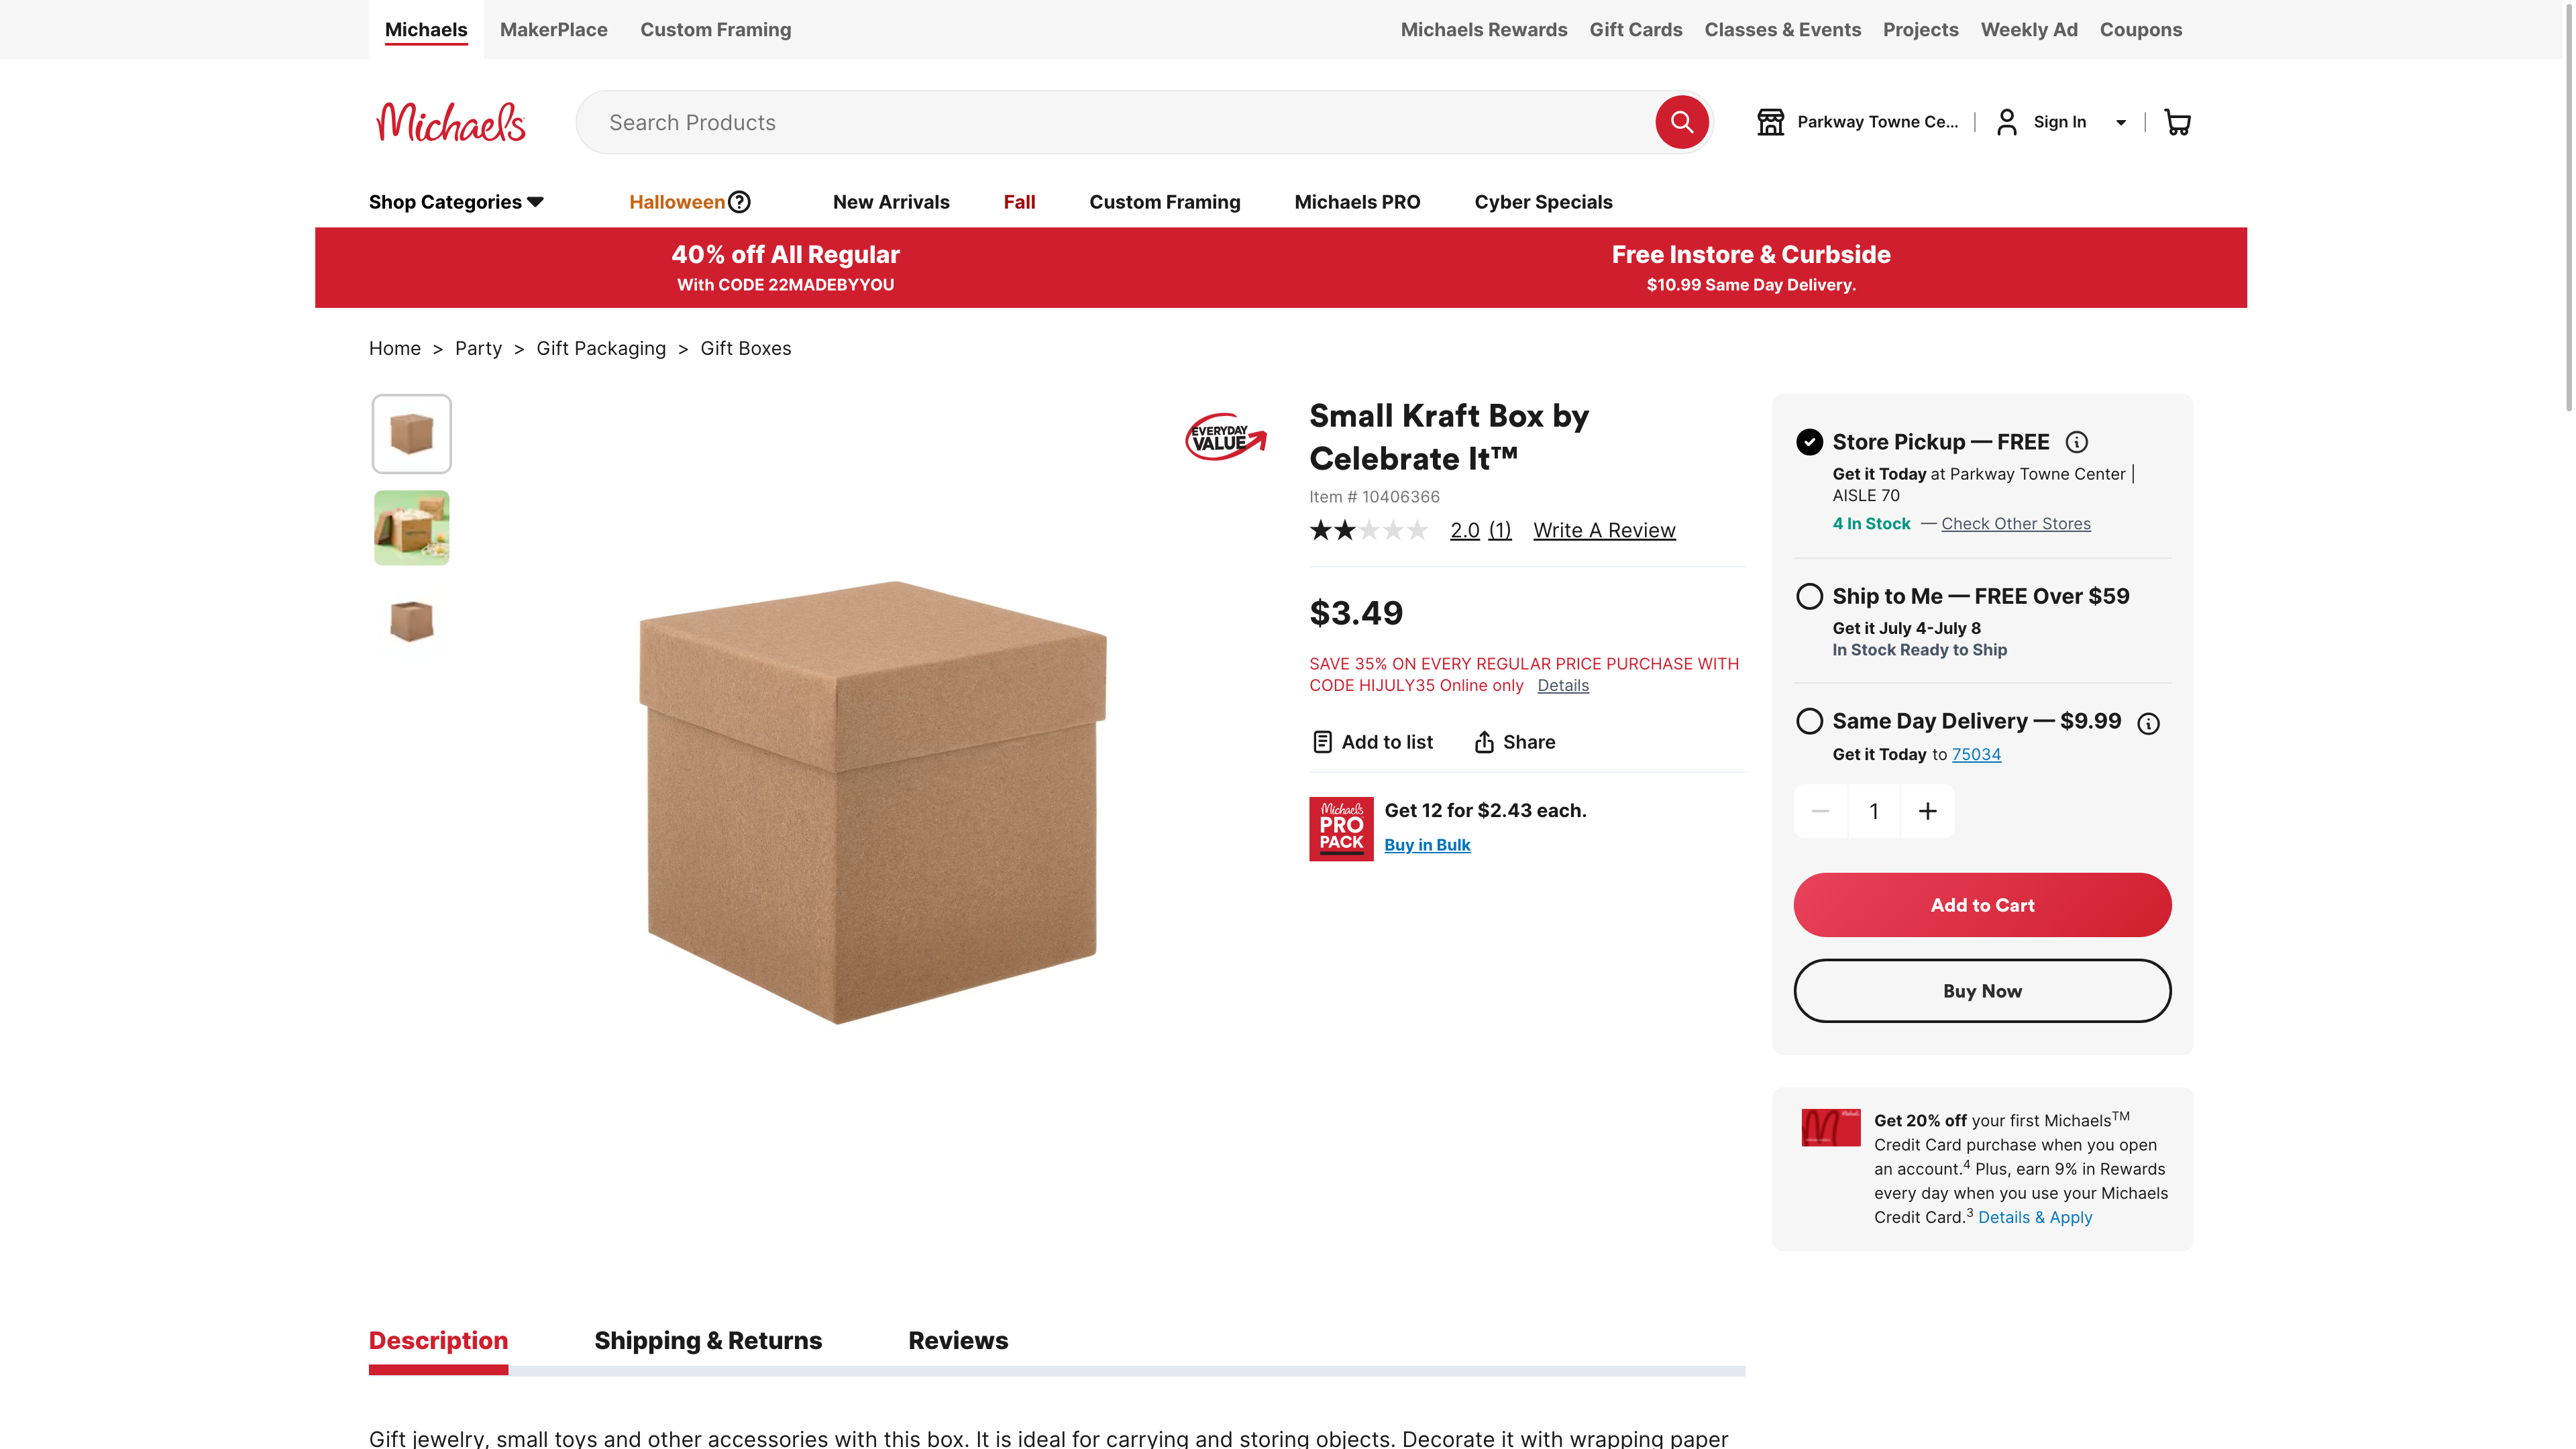 Michaels
MakerPlace
Custom Framing
Michaels Rewards
Gift Cards
Classes & Events
Projects
Weekly Ad
Coupons
Michaels
Search Products
Parkway Towne Ce...
Sign In
Shop Categories
Halloween
New Arrivals
Fall
Custom Framing
Michaels PRO
Cyber Specials
40% off All Regular
With CODE 22MADEBYYOU
Free Instore & Curbside
$10.99 Same Day Delivery.
Home > Party > Gift Packaging > Gift Boxes
EVERYDAY
VALUE
Small Kraft Box by
Celebrate It™
Item # 10406366
2.0 (1) Write A Review
$3.49
SAVE 35% ON EVERY REGULAR PRICE PURCHASE WITH
CODE HIJULY35 Online only Details
Add to list
Share
Michaels
PRO
PACK
Get 12 for $2.43 each.
Buy in Bulk
Store Pickup — FREE
Get it Today at Parkway Towne Center |
AISLE 70
4 In Stock — Check Other Stores
Ship to Me — FREE Over $59
Get it July 4-July 8
In Stock Ready to Ship
Same Day Delivery — $9.99
Get it Today to 75034
1
Add to Cart
Buy Now
Get 20% off your first Michaels™
Credit Card purchase when you open
an account.4 Plus, earn 9% in Rewards
every day when you use your Michaels
Credit Card.3 Details & Apply
Description
Shipping & Returns
Reviews
Gift jewelry, small toys and other accessories with this box. It is ideal for carrying and storing objects. Decorate it with wrapping paper